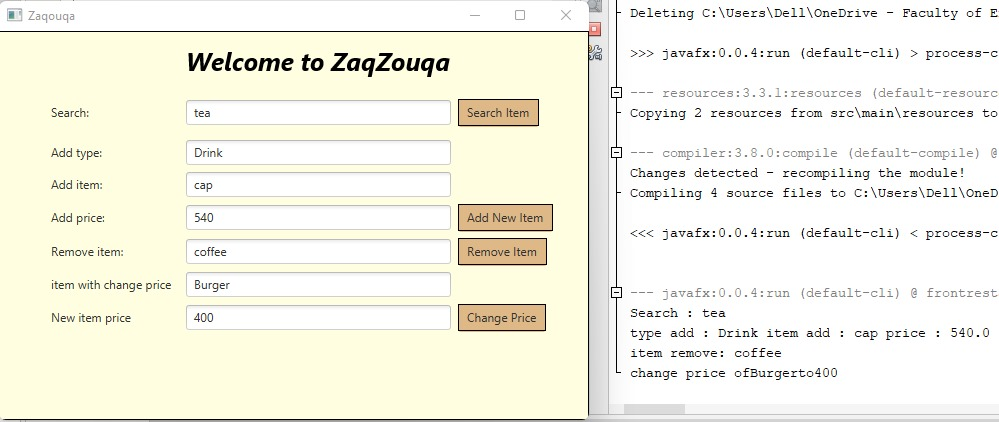 Zaqouqa
Welcome to ZaqZouqa
Search: tea Search Item
Add type: Drink
Add item: cap
Add price: 540 Add New Item
Remove item: coffee Remove Item
item with change price Burger
New item price 400 Change Price
Deleting C:\Users\Dell\OneDrive - Faculty of
>>> javafx:0.0.4:run (default-cli) > process-c
--- resources:3.3.1:resources (default-resourc
Copying 2 resources from src\main\resources to
--- compiler:3.8.0:compile (default-compile) @
Changes detected - recompiling the module!
Compiling 4 source files to C:\Users\Dell\OneD
<<< javafx:0.0.4:run (default-cli) < process-c
--- javafx:0.0.4:run (default-cli) @ frontrest
Search : tea
type add : Drink item add : cap price : 540.0
item remove: coffee
change price ofBurgerto400